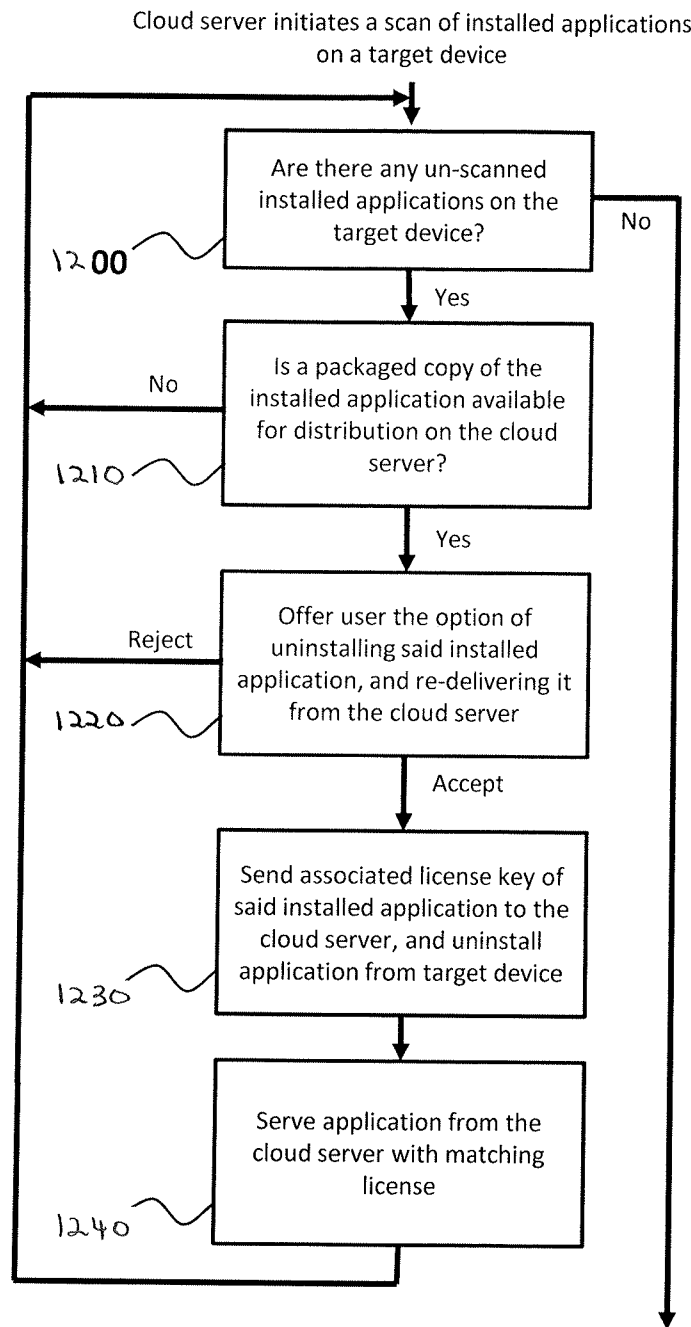 Cloud server initiates a scan of installed applications
on a target device
Are there any un-scanned
installed applications on the
target device?
No
1200
Yes
Is a packaged copy of the
installed application available
for distribution on the cloud
server?
No
1210
Yes
Offer user the option of
uninstalling said installed
application, and re-delivering it
from the cloud server
Reject
1220
Accept
Send associated license key of
said installed application to the
cloud server, and uninstall
application from target device
1230
Serve application from the
cloud server with matching
license
1240